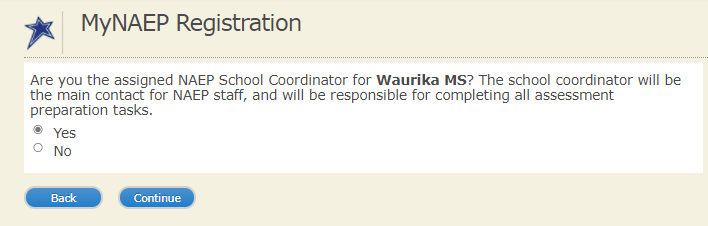 MyNAEP Registration
Are you the assigned NAEP School Coordinator for Waurika MS? The school coordinator will be
the main contact for NAEP staff, and will be responsible for completing all assessment
preparation tasks.
Yes
No
Back Continue